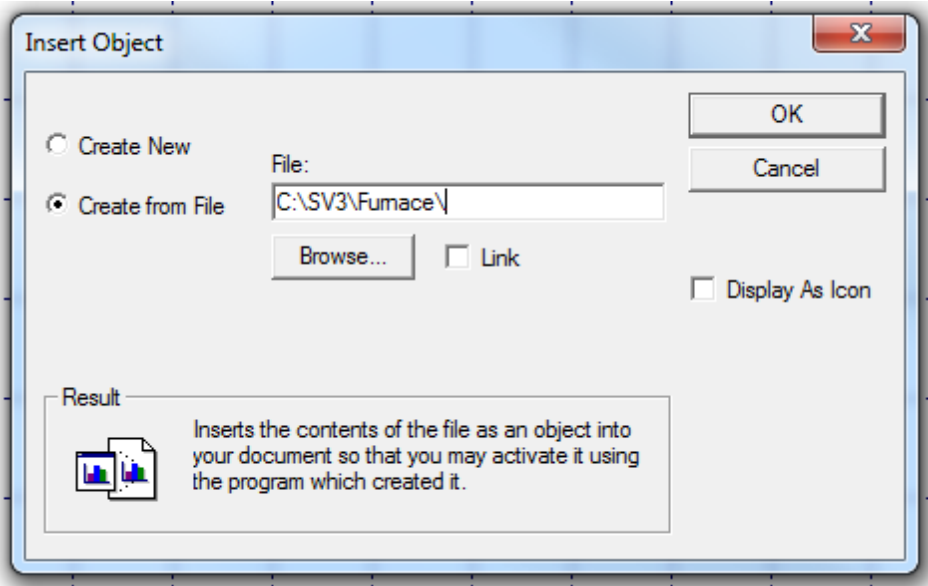 Insert Object
OK
Create New
File:
Cancel
Create from File
C:\SV3\Furnace\
Browse...
Link
Display As Icon
Result
Inserts the contents of the file as an object into
your document so that you may activate it using
the program which created it.